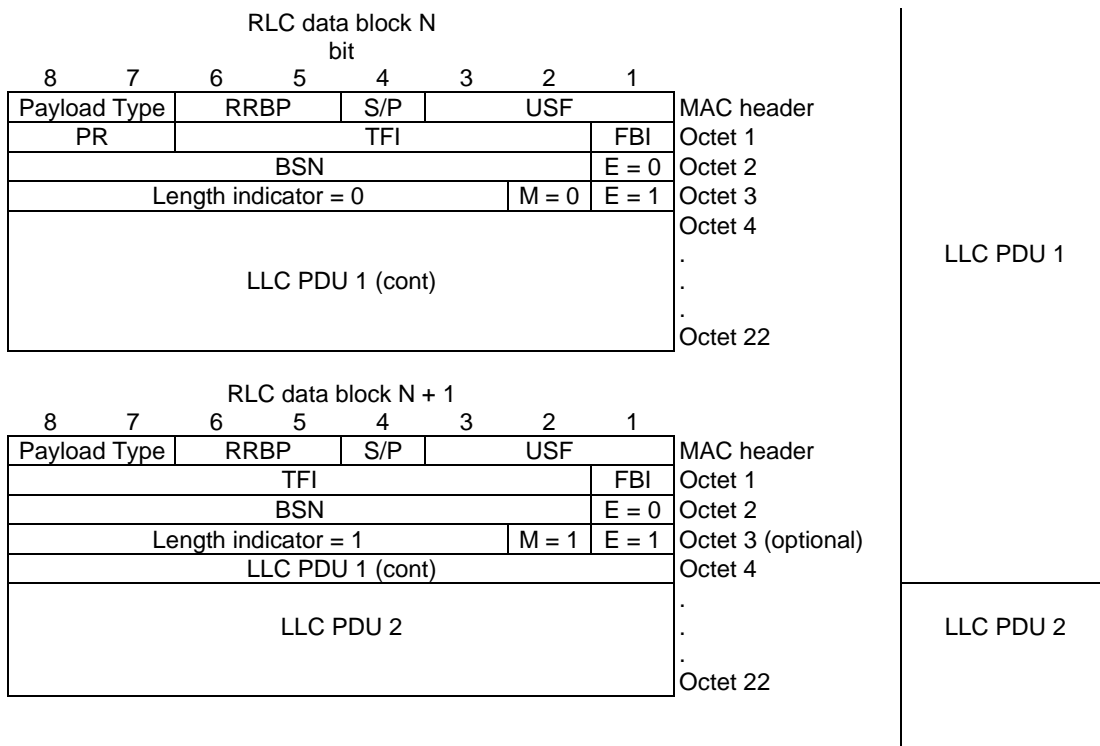 RLC data block N
bit
8 7 6 5 4 3 2 1
Payload Type RRBP S/P USF MAC header
PR TFI FBI Octet 1
BSN E = 0 Octet 2
Length indicator = 0 M = 0 E = 1 Octet 3
Octet 4
.
LLC PDU 1
LLC PDU 1 (cont) .
.
Octet 22
RLC data block N + 1
8 7 6 5 4 3 2 1
Payload Type RRBP S/P USF MAC header
TFI FBI Octet 1
BSN E = 0 Octet 2
Length indicator = 1 M = 1 E = 1 Octet 3 (optional)
LLC PDU 1 (cont) Octet 4
.
LLC PDU 2 . LLC PDU 2
.
Octet 22